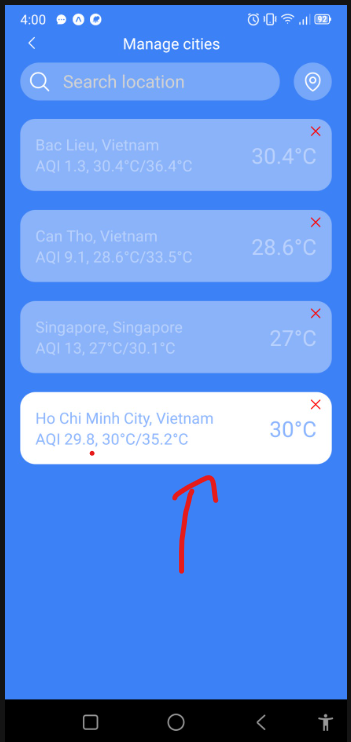 4:00
92
Manage cities
Search location
Bac Lieu, Vietnam
AQI 1.3, 30.4°C/36.4°C
30.4°C
Can Tho, Vietnam
AQI 9.1, 28.6°C/33.5°C
28.6°C
Singapore, Singapore
AQI 13, 27°C/30.1°C
27°C
Ho Chi Minh City, Vietnam
AQI 29.8, 30°C/35.2°C
30°C